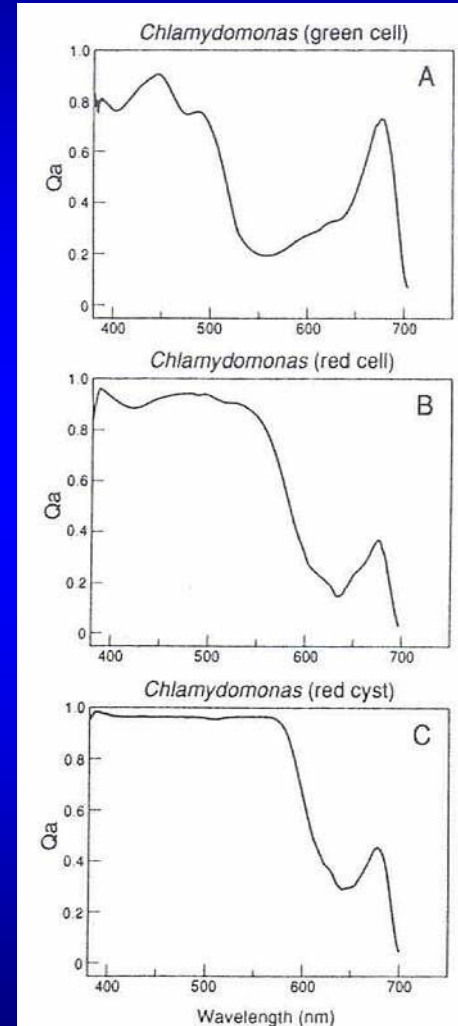 Chlamydomonas (green cell)
A
1.0
0.8
0.6
0.4
0.2
0
Qa
400 500 600 700
Chlamydomonas (red cell)
B
1.0
0.8
0.6
0.4
0.2
0
Qa
400 500 600 700
Chlamydomonas (red cyst)
C
1.0
0.8
0.6
0.4
0.2
0
Qa
400 500 600 700
Wavelength (nm)